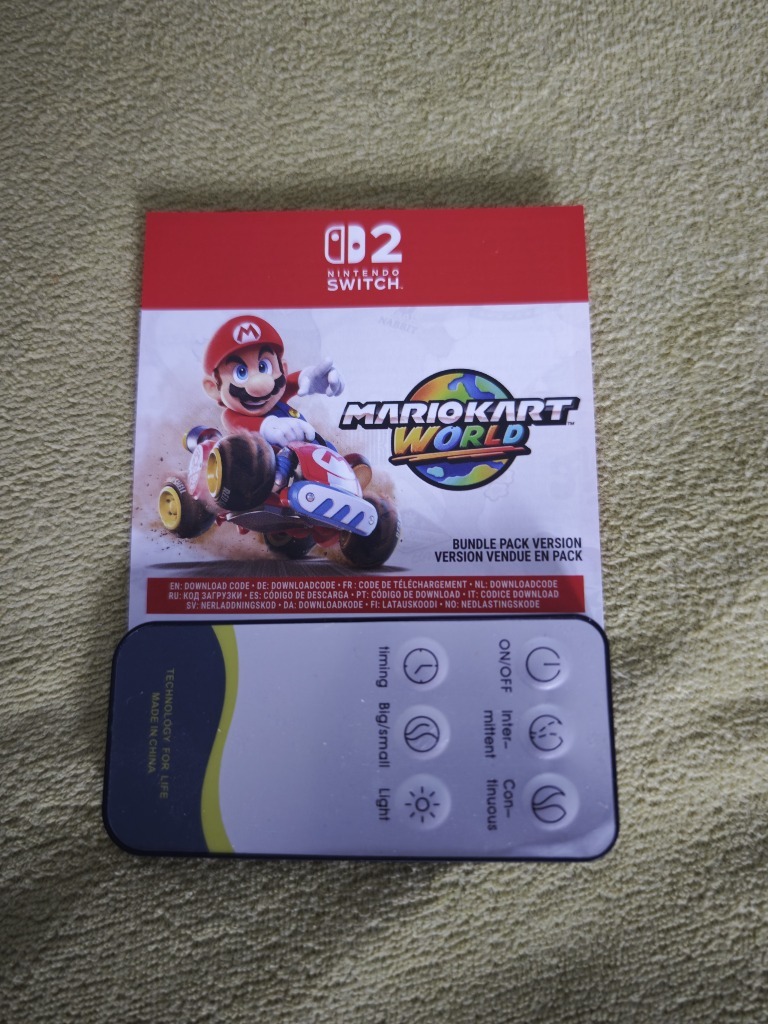 2
NINTENDO
SWITCH™
M
MARIO KART™
WORLD
BUNDLE PACK VERSION
VERSION VENDUE EN PACK
EN: DOWNLOAD CODE • DE: DOWNLOADCODE • FR : CODE DE TÉLÉCHARGEMENT • NL: DOWNLOADCODE
RU: КОД ЗАГРУЗКИ • ES: CÓDIGO DE DESCARGA • PT: CÓDIGO DE DOWNLOAD • IT: CODICE DOWNLOAD
SV: NERLADDNINGSKOD • DA: DOWNLOADKODE • FI: LATAUSKOODI • NO: NEDLASTINGSKODE
ON/OFF
Inter-
mittent
Con-
tinuous
timing
Big/small
Light
TECHNOLOGY FOR LIFE
MADE IN CHINA